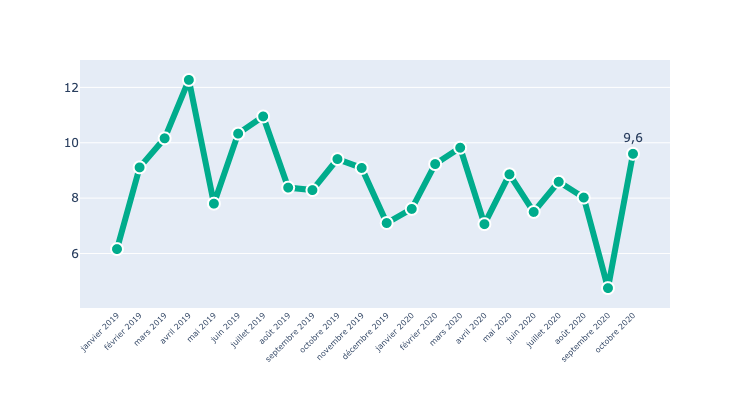 12
10
8
6
9,6
janvier 2019
février 2019
mars 2019
avril 2019
mai 2019
juin 2019
juillet 2019
août 2019
septembre 2019
octobre 2019
novembre 2019
décembre 2019
janvier 2020
février 2020
mars 2020
avril 2020
mai 2020
juin 2020
juillet 2020
août 2020
septembre 2020
octobre 2020